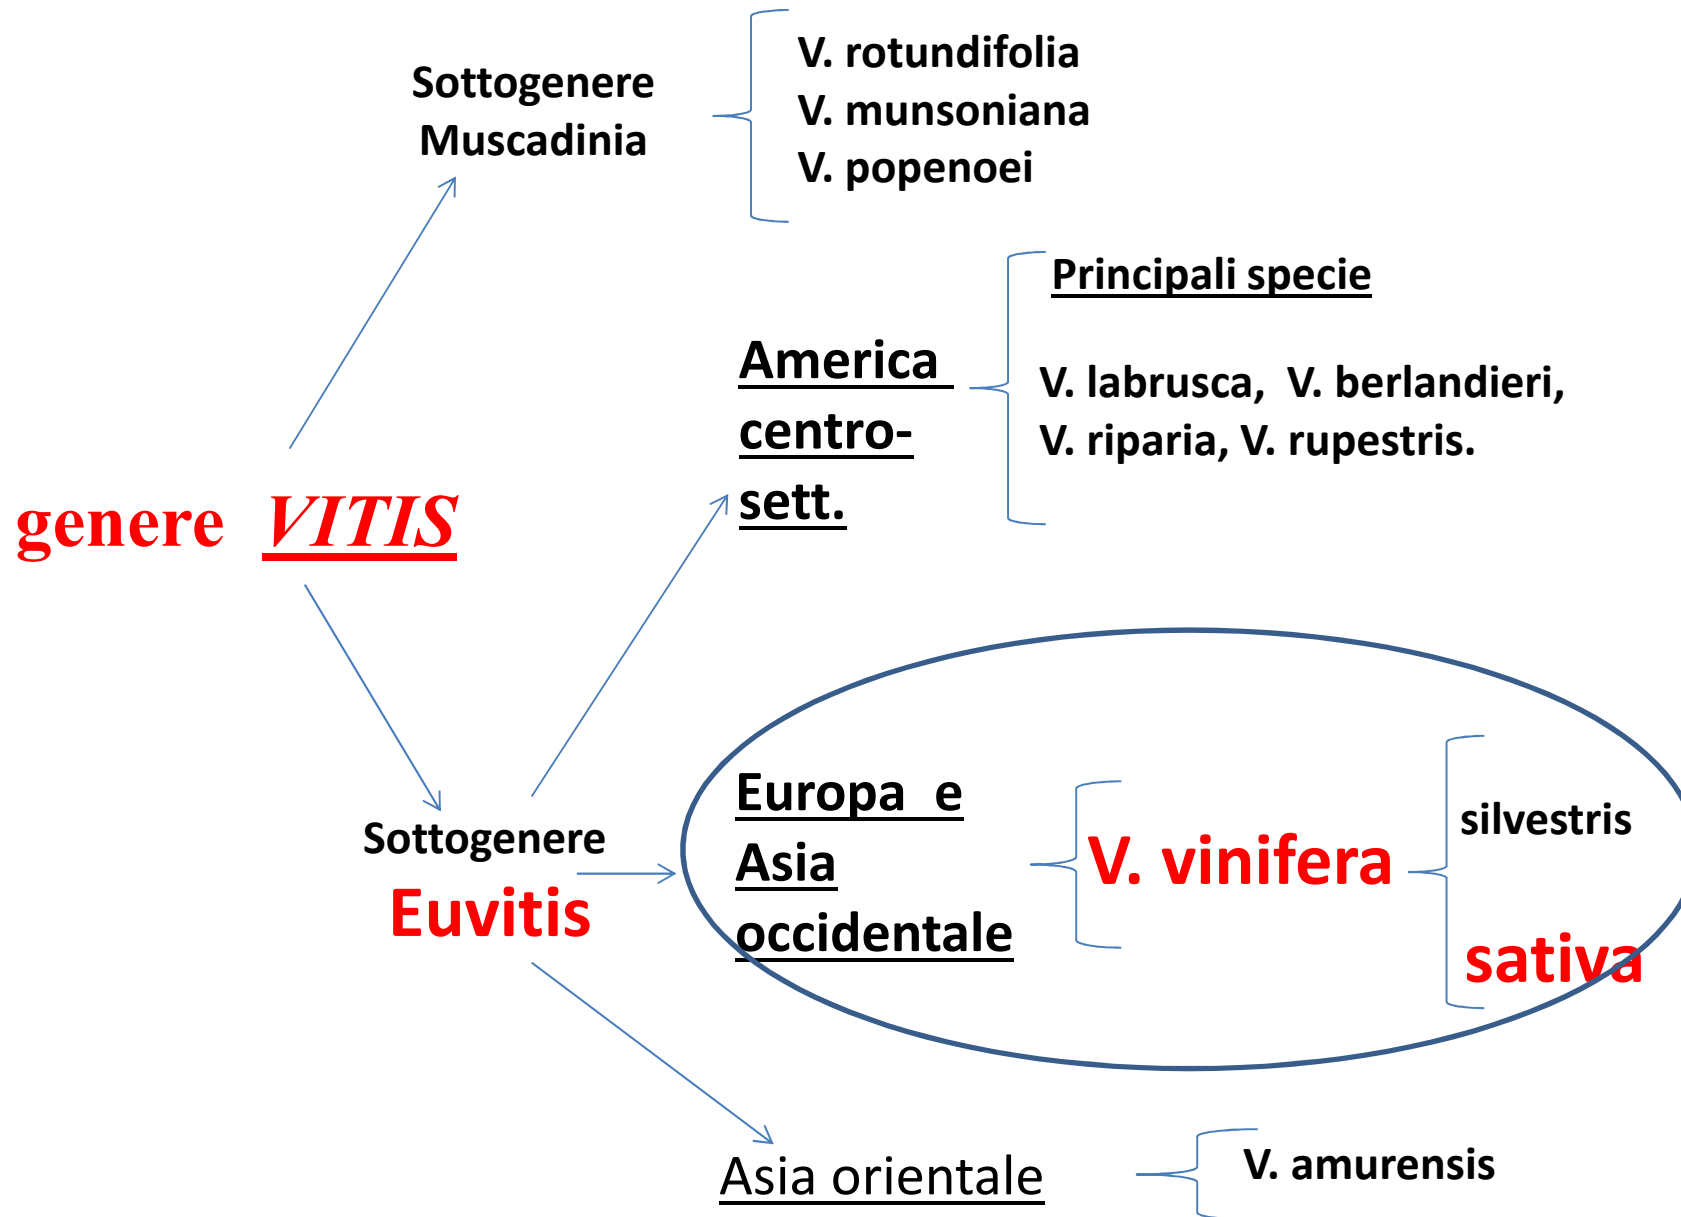 Sottogenere
Muscadinia
V. rotundifolia
V. munsoniana
V. popenoei
Principali specie
America
centro-
sett.
V. labrusca, V. berlandieri,
V. riparia, V. rupestris.
genere VITIS
Sottogenere
Euvitis
Europa e
Asia
occidentale
V. vinifera
silvestris
sativa
Asia orientale
V. amurensis